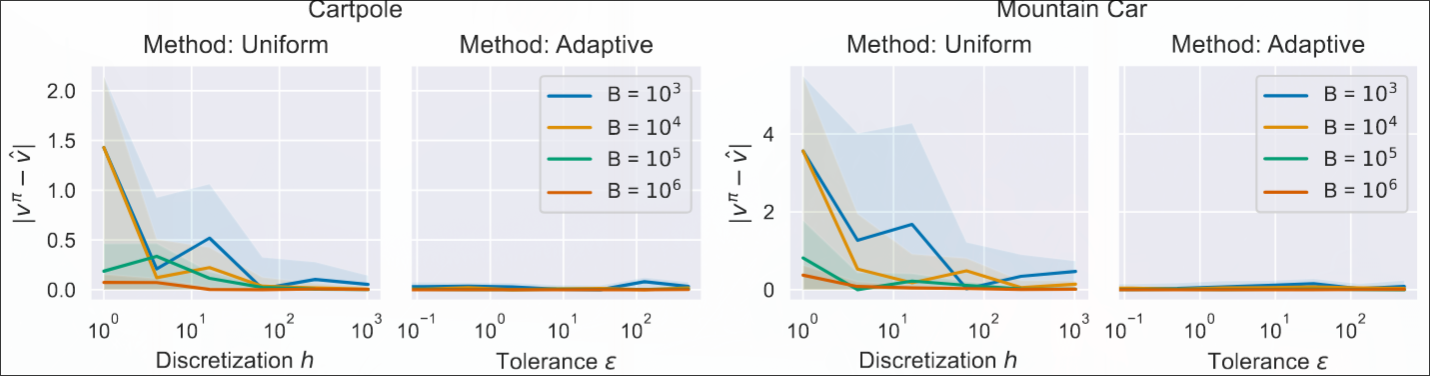 Cartpole
Method: Uniform
Method: Adaptive
|v^π − v̂|
2.0
1.5
1.0
0.5
0.0
10^0
10^1
10^2
10^3
Discretization h
B = 10^3
B = 10^4
B = 10^5
B = 10^6
10^−1
10^0
10^1
10^2
Tolerance ε
Mountain Car
Method: Uniform
Method: Adaptive
|v^π − v̂|
4
2
0
10^0
10^1
10^2
10^3
Discretization h
B = 10^3
B = 10^4
B = 10^5
B = 10^6
10^−1
10^0
10^1
10^2
Tolerance ε